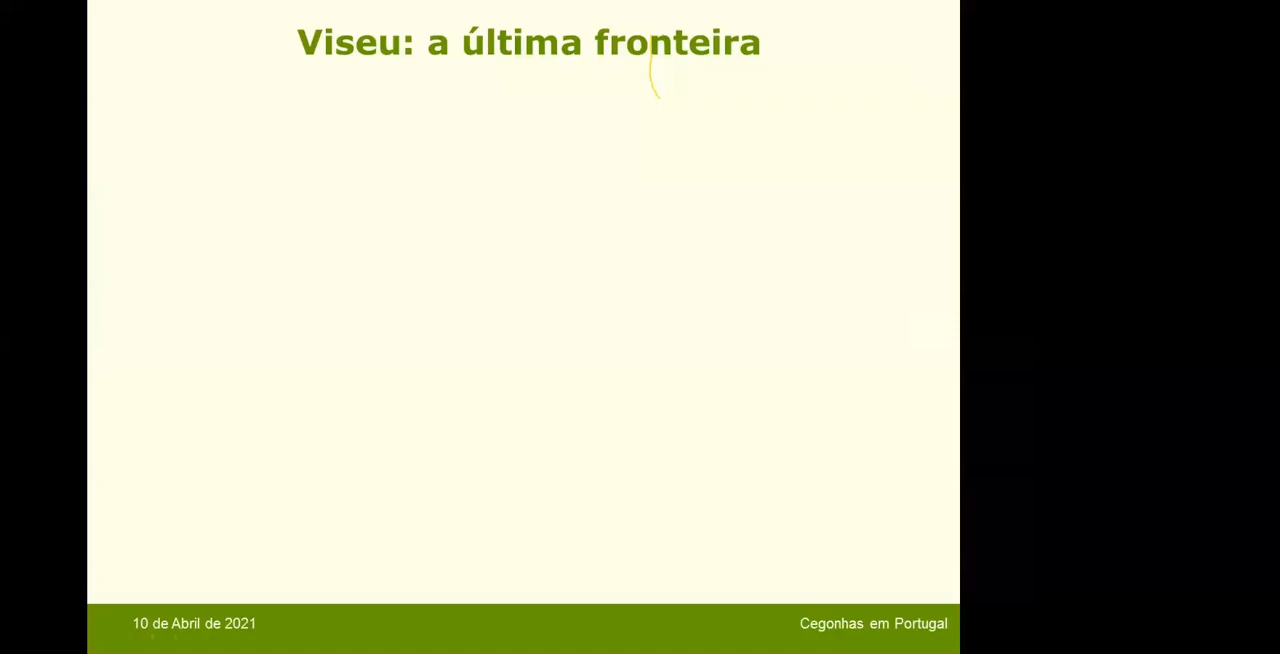 Viseu: a última fronteira
10 de Abril de 2021
Cegonhas em Portugal